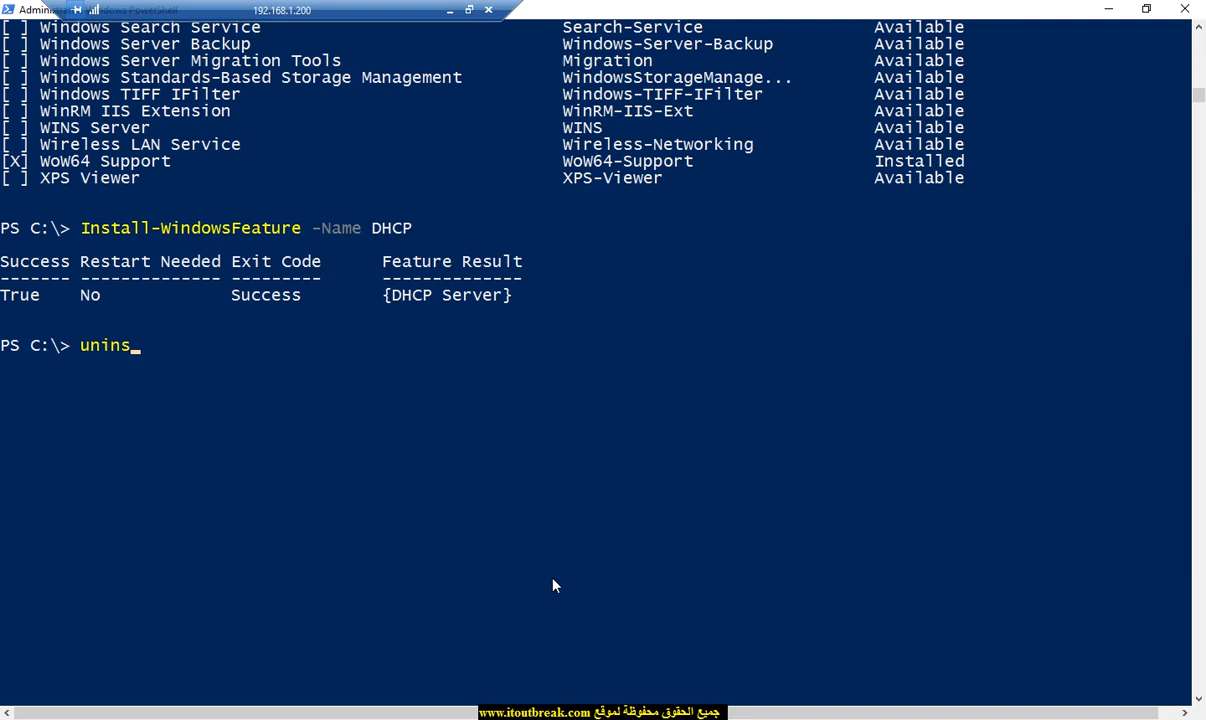 192.168.1.200
[ ] Windows Search Service Search-Service Available
[ ] Windows Server Backup Windows-Server-Backup Available
[ ] Windows Server Migration Tools Migration Available
[ ] Windows Standards-Based Storage Management WindowsStorageManage... Available
[ ] Windows TIFF IFilter Windows-TIFF-IFilter Available
[ ] WinRM IIS Extension WinRM-IIS-Ext Available
[ ] WINS Server WINS Available
[ ] Wireless LAN Service Wireless-Networking Available
[X] WoW64 Support WoW64-Support Installed
[ ] XPS Viewer XPS-Viewer Available
PS C:\> Install-WindowsFeature -Name DHCP
Success Restart Needed Exit Code Feature Result
------- -------------- --------- --------------
True No Success {DHCP Server}
PS C:\> unins_
جميع الحقوق محفوظة لموقع www.itoutbreak.com